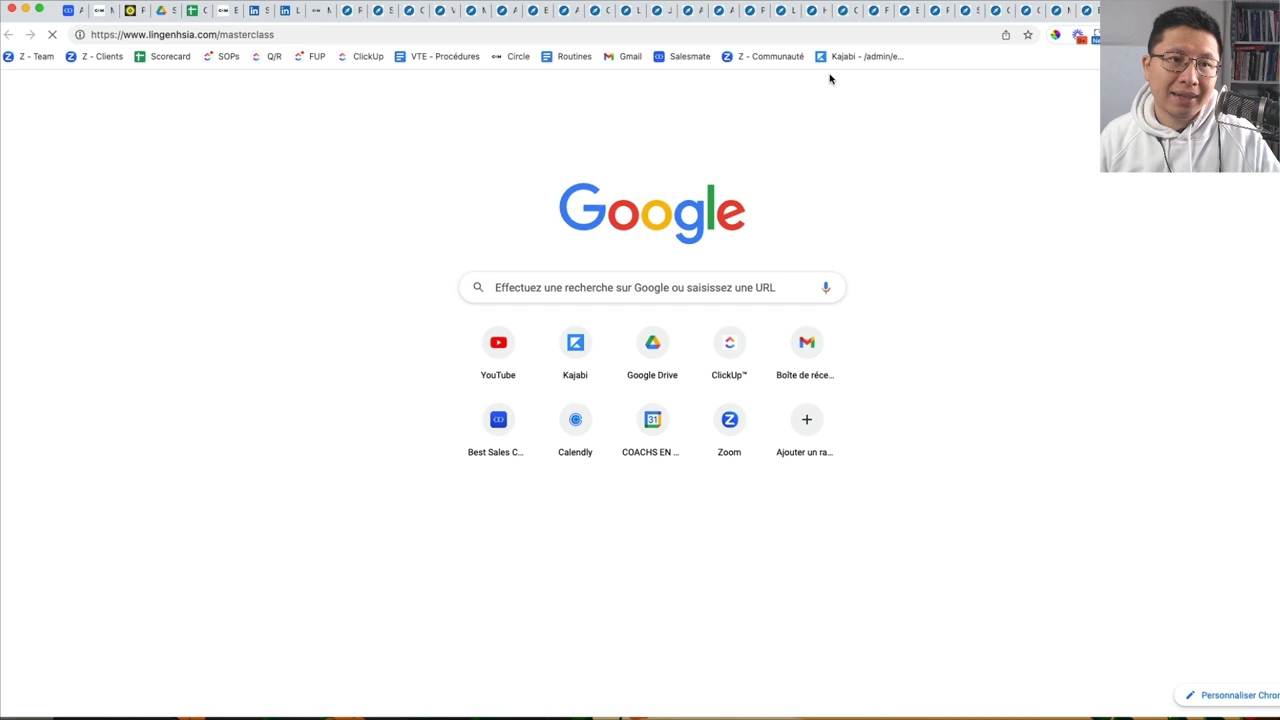 https://www.lingenhsia.com/masterclass
Z - Team
Z - Clients
Scorecard
SOPs
Q/R
FUP
ClickUp
VTE - Procédures
Circle
Routines
Gmail
Salesmate
Z - Communauté
Kajabi - /admin/e...
Google
Effectuez une recherche sur Google ou saisissez une URL
YouTube
Kajabi
Google Drive
ClickUp™
Boîte de réce...
31
Best Sales C...
Calendly
COACHS EN ...
Zoom
Ajouter un ra...
Personnaliser Chror